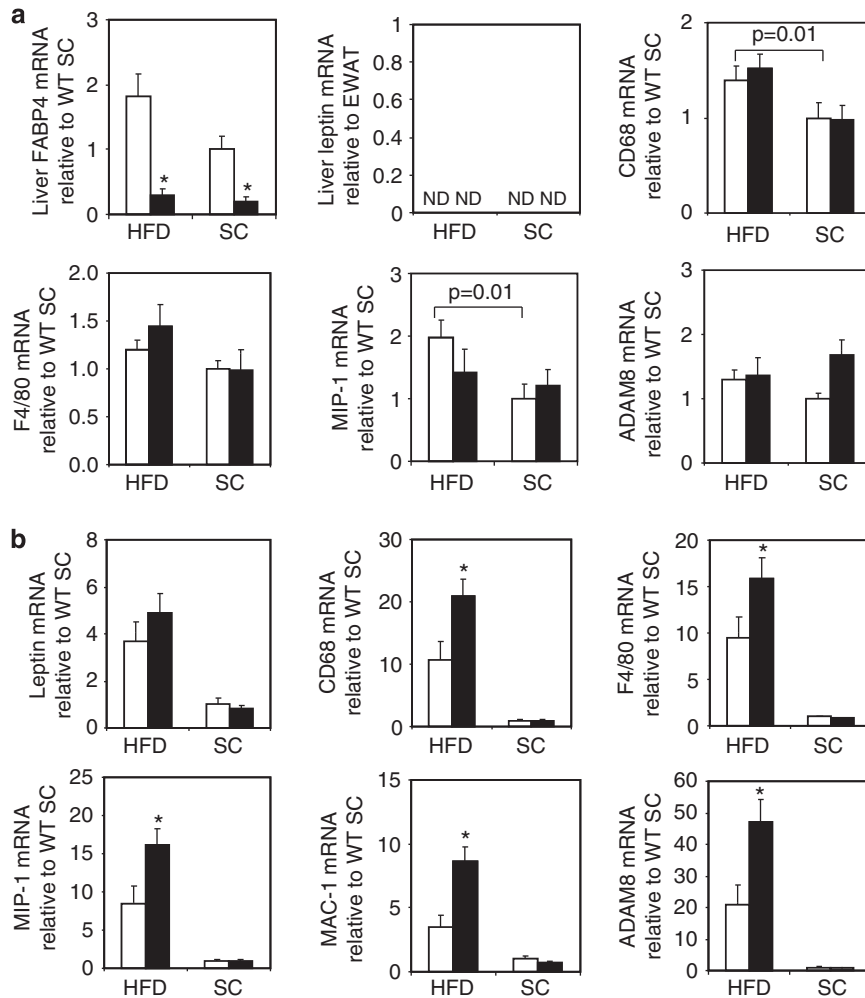 a
Liver FABP4 mRNA
relative to WT SC
3
2
1
0
*
*
HFD SC
Liver leptin mRNA
relative to EWAT
1
0.8
0.6
0.4
0.2
0
ND ND ND ND
HFD SC
CD68 mRNA
relative to WT SC
2
1
0
p=0.01
HFD SC
F4/80 mRNA
relative to WT SC
2.0
1.5
1.0
0.5
0.0
HFD SC
MIP-1 mRNA
relative to WT SC
3
2
1
0
p=0.01
HFD SC
ADAM8 mRNA
relative to WT SC
3
2
1
0
HFD SC
b
Leptin mRNA
relative to WT SC
8
6
4
2
0
HFD SC
CD68 mRNA
relative to WT SC
30
20
10
0
*
HFD SC
F4/80 mRNA
relative to WT SC
20
15
10
5
0
*
HFD SC
MIP-1 mRNA
relative to WT SC
25
20
15
10
5
0
*
HFD SC
MAC-1 mRNA
relative to WT SC
15
10
5
0
*
HFD SC
ADAM8 mRNA
relative to WT SC
60
50
40
30
20
10
0
*
HFD SC